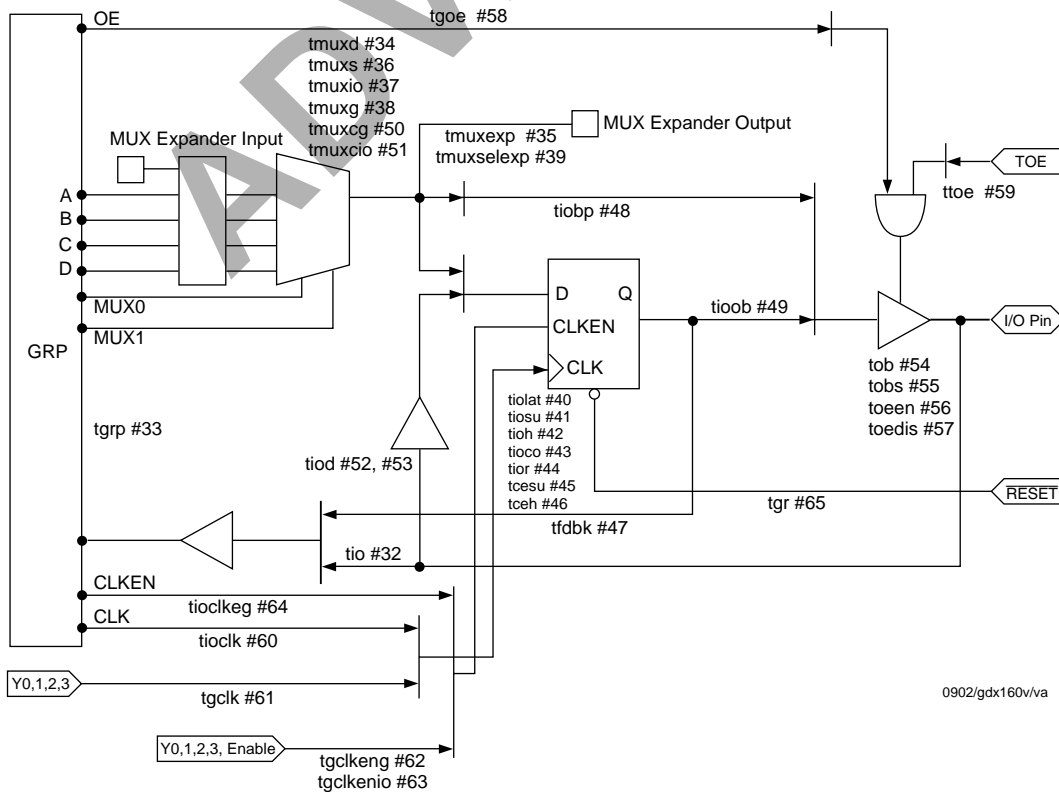 OE
tgoe #58
tmuxd #34
tmuxs #36
tmuxio #37
tmuxg #38
tmuxcg #50
tmuxcio #51
MUX Expander Input
tmuxexp #35
tmuxselexp #39
MUX Expander Output
TOE
ttoe #59
A
B
C
D
MUX0
MUX1
GRP
tiobp #48
D Q
CLKEN
CLK
tioob #49
I/O Pin
tob #54
tobs #55
toeen #56
toedis #57
tgrp #33
tiod #52, #53
tiolat #40
tiosu #41
tioh #42
tioco #43
tior #44
tcesu #45
tceh #46
RESET
tgr #65
tfdbk #47
tio #32
CLKEN
tioclkeg #64
CLK
tioclk #60
Y0,1,2,3
tgclk #61
0902/gdx160v/va
Y0,1,2,3, Enable
tgclkeng #62
tgclkenio #63